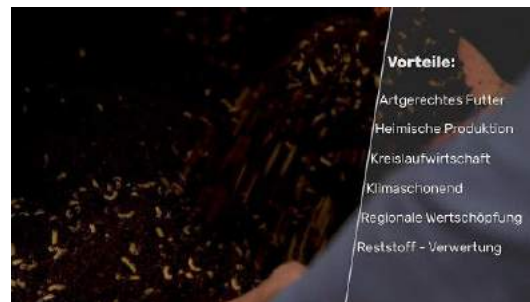 Vorteile:
Artgerechtes Futter
Heimische Produktion
Kreislaufwirtschaft
Klimaschonend
Regionale Wertschöpfung
Reststoff - Verwertung